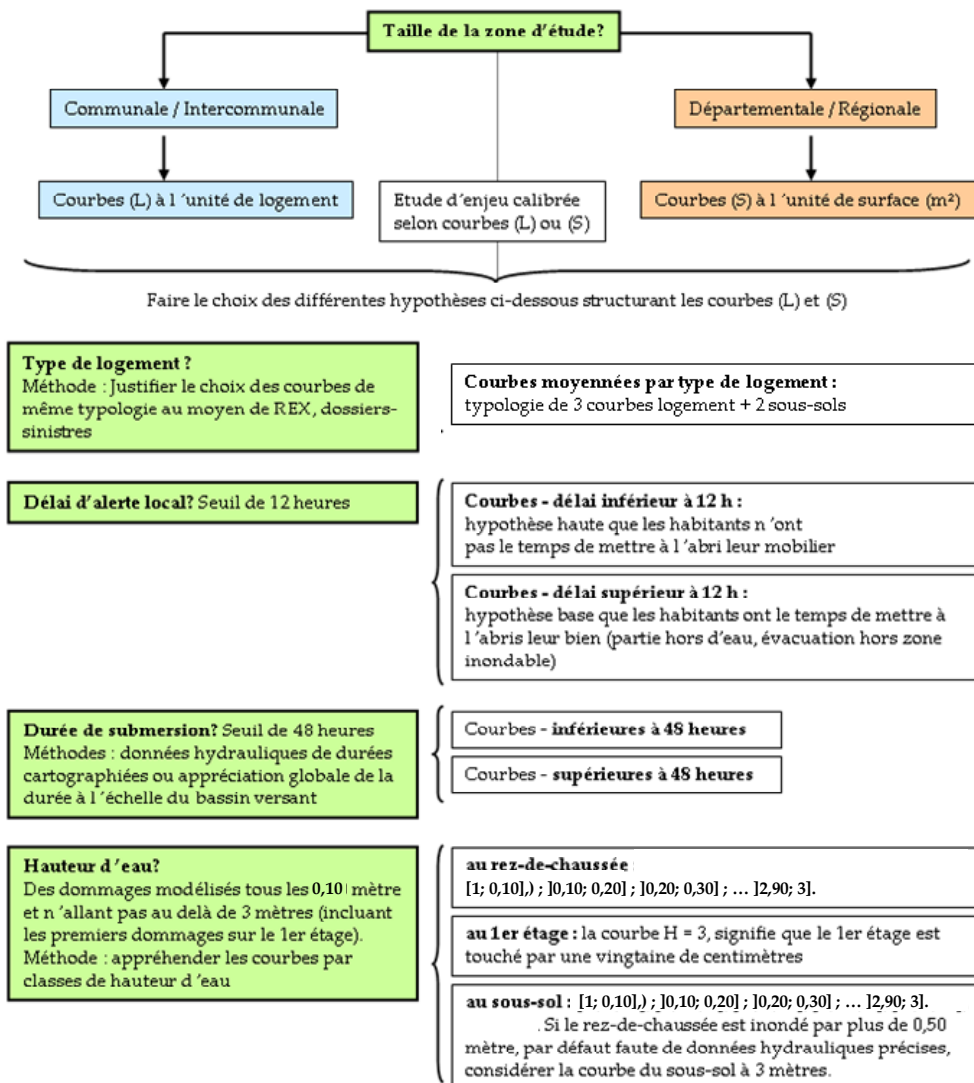 Taille de la zone d'étude?
Communale / Intercommunale
Départementale / Régionale
Courbes (L) à l 'unité de logement
Etude d'enjeu calibrée
selon courbes (L) ou (S)
Courbes (S) à l 'unité de surface (m²)
Faire le choix des différentes hypothèses ci-dessous structurant les courbes (L) et (S)
Type de logement ?
Méthode : Justifier le choix des courbes de
même typologie au moyen de REX, dossiers-
sinistres
Courbes moyennées par type de logement :
typologie de 3 courbes logement + 2 sous-sols
Délai d'alerte local? Seuil de 12 heures
Courbes - délai inférieur à 12 h :
hypothèse haute que les habitants n 'ont
pas le temps de mettre à l 'abri leur mobilier
Courbes - délai supérieur à 12 h :
hypothèse base que les habitants ont le temps de mettre à
l 'abris leur bien (partie hors d'eau, évacuation hors zone
inondable)
Durée de submersion? Seuil de 48 heures
Méthodes : données hydrauliques de durées
cartographiées ou appréciation globale de la
durée à l 'échelle du bassin versant
Courbes - inférieures à 48 heures
Courbes - supérieures à 48 heures
Hauteur d 'eau?
Des dommages modélisés tous les 0,10 mètre
et n 'allant pas au delà de 3 mètres (incluant
les premiers dommages sur le 1er étage).
Méthode : appréhender les courbes par
classes de hauteur d 'eau
au rez-de-chaussée
[1; 0,10],) ; ]0,10; 0,20] ; ]0,20; 0,30] ; … ]2,90; 3].
au 1er étage : la courbe H = 3, signifie que le 1er étage est
touché par une vingtaine de centimètres
au sous-sol : [1; 0,10],) ; ]0,10; 0,20] ; ]0,20; 0,30] ; … ]2,90; 3].
. Si le rez-de-chaussée est inondé par plus de 0,50
mètre, par défaut faute de données hydrauliques précises,
considérer la courbe du sous-sol à 3 mètres.